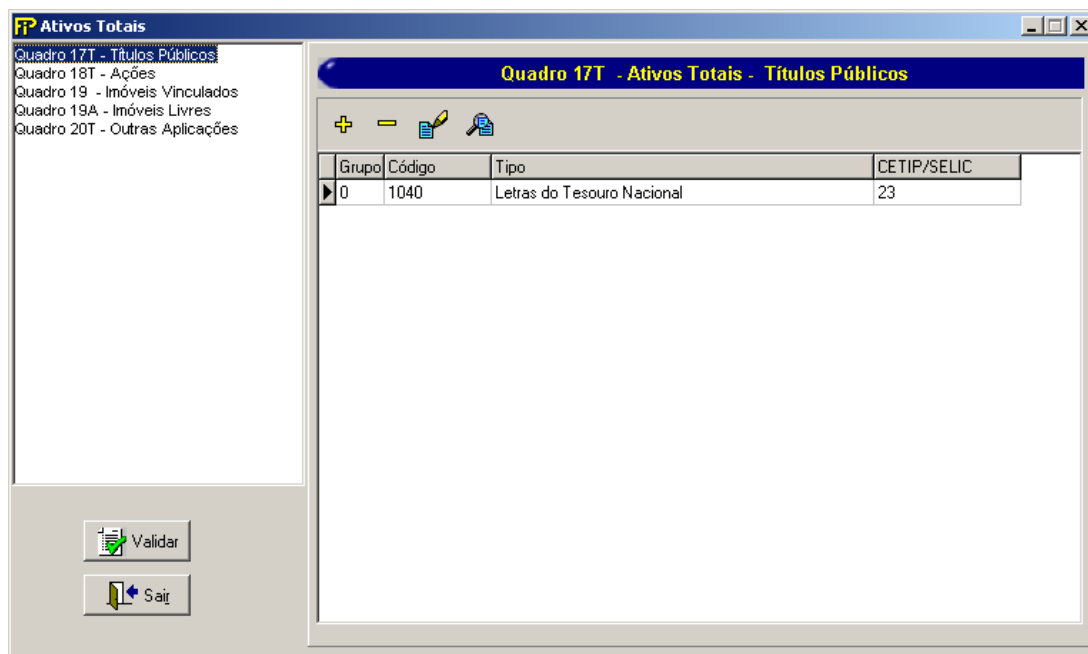 FIP Ativos Totais
Quadro 17T - Títulos Públicos
Quadro 18T - Ações
Quadro 19 - Imóveis Vinculados
Quadro 19A - Imóveis Livres
Quadro 20T - Outras Aplicações
Validar
Sair
Quadro 17T - Ativos Totais - Títulos Públicos
Grupo Código Tipo CETIP/SELIC
0 1040 Letras do Tesouro Nacional 23